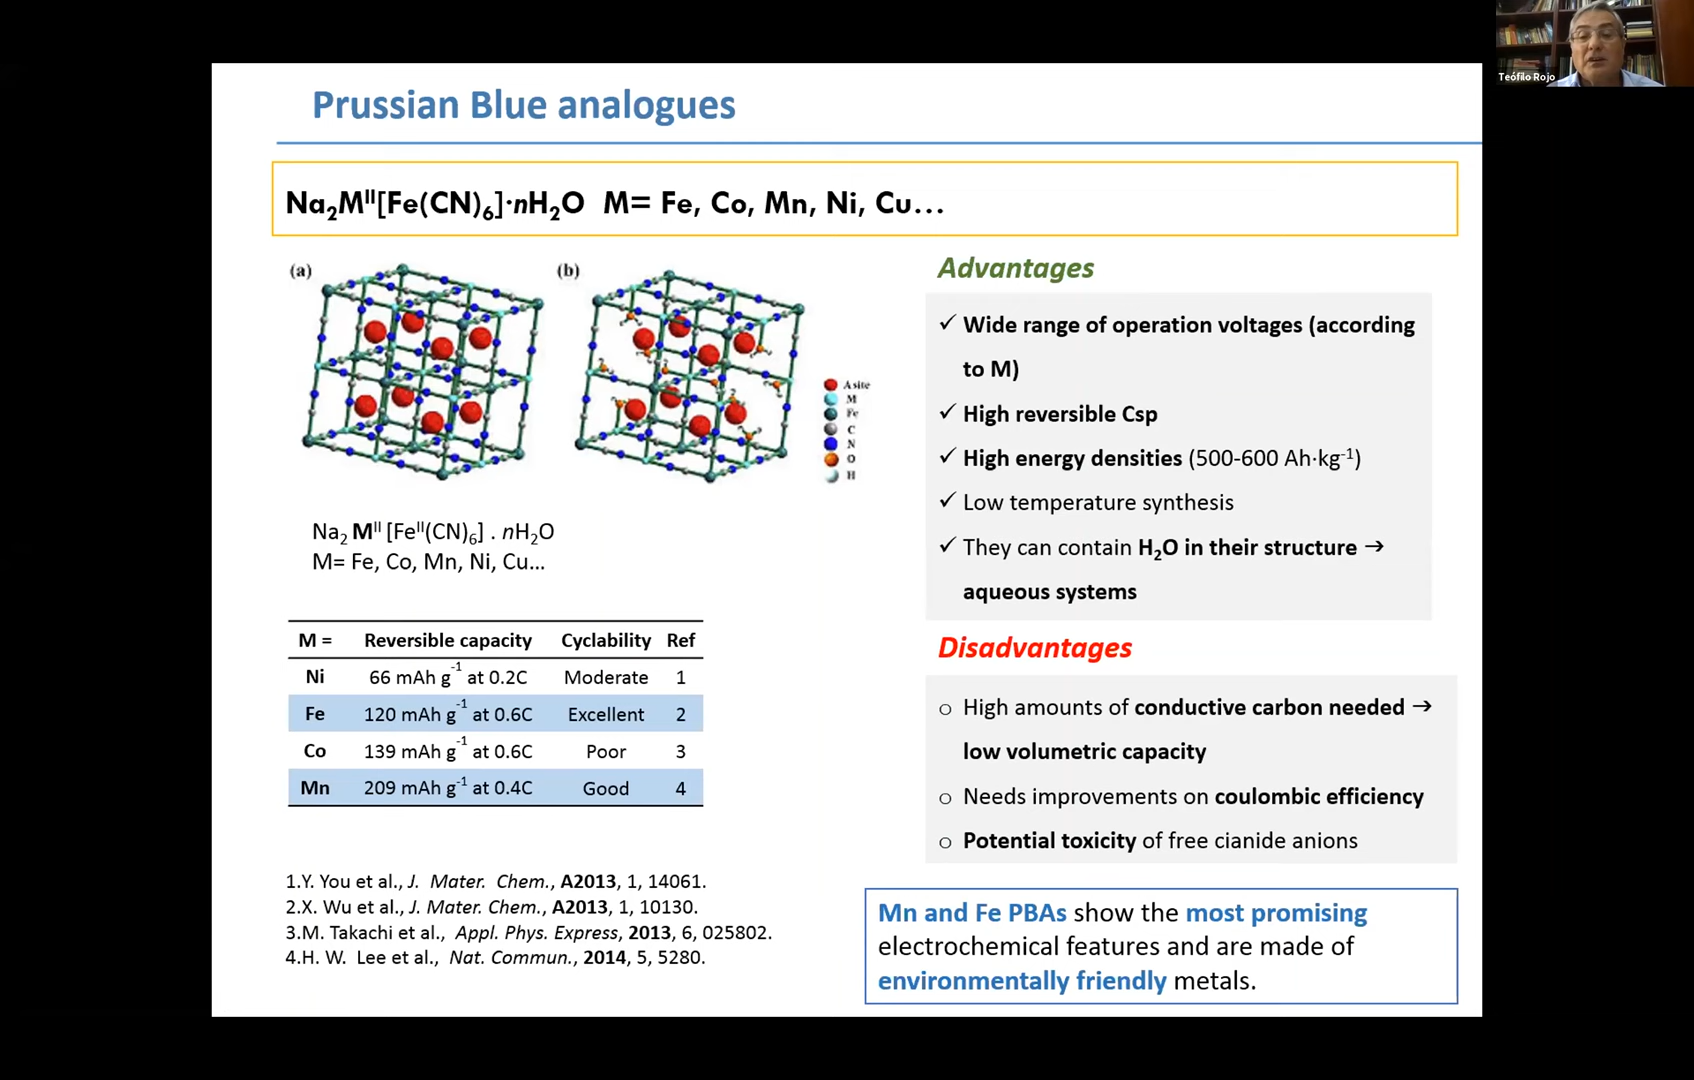 Teófilo Rojo
Prussian Blue analogues
Na₂Mᴵᴵ[Fe(CN)₆]·nH₂O M= Fe, Co, Mn, Ni, Cu…
(a)
(b)
A site
M
Fe
C
N
O
H
Na₂ Mᴵᴵ [Feᴵᴵ(CN)₆] . nH₂O
M= Fe, Co, Mn, Ni, Cu...
M = Reversible capacity Cyclability Ref
Ni 66 mAh g⁻¹ at 0.2C Moderate 1
Fe 120 mAh g⁻¹ at 0.6C Excellent 2
Co 139 mAh g⁻¹ at 0.6C Poor 3
Mn 209 mAh g⁻¹ at 0.4C Good 4
1.Y. You et al., J. Mater. Chem., A2013, 1, 14061.
2.X. Wu et al., J. Mater. Chem., A2013, 1, 10130.
3.M. Takachi et al., Appl. Phys. Express, 2013, 6, 025802.
4.H. W. Lee et al., Nat. Commun., 2014, 5, 5280.
Advantages
✓ Wide range of operation voltages (according
to M)
✓ High reversible Csp
✓ High energy densities (500-600 Ah·kg⁻¹)
✓ Low temperature synthesis
✓ They can contain H₂O in their structure →
aqueous systems
Disadvantages
o High amounts of conductive carbon needed →
low volumetric capacity
o Needs improvements on coulombic efficiency
o Potential toxicity of free cianide anions
Mn and Fe PBAs show the most promising
electrochemical features and are made of
environmentally friendly metals.